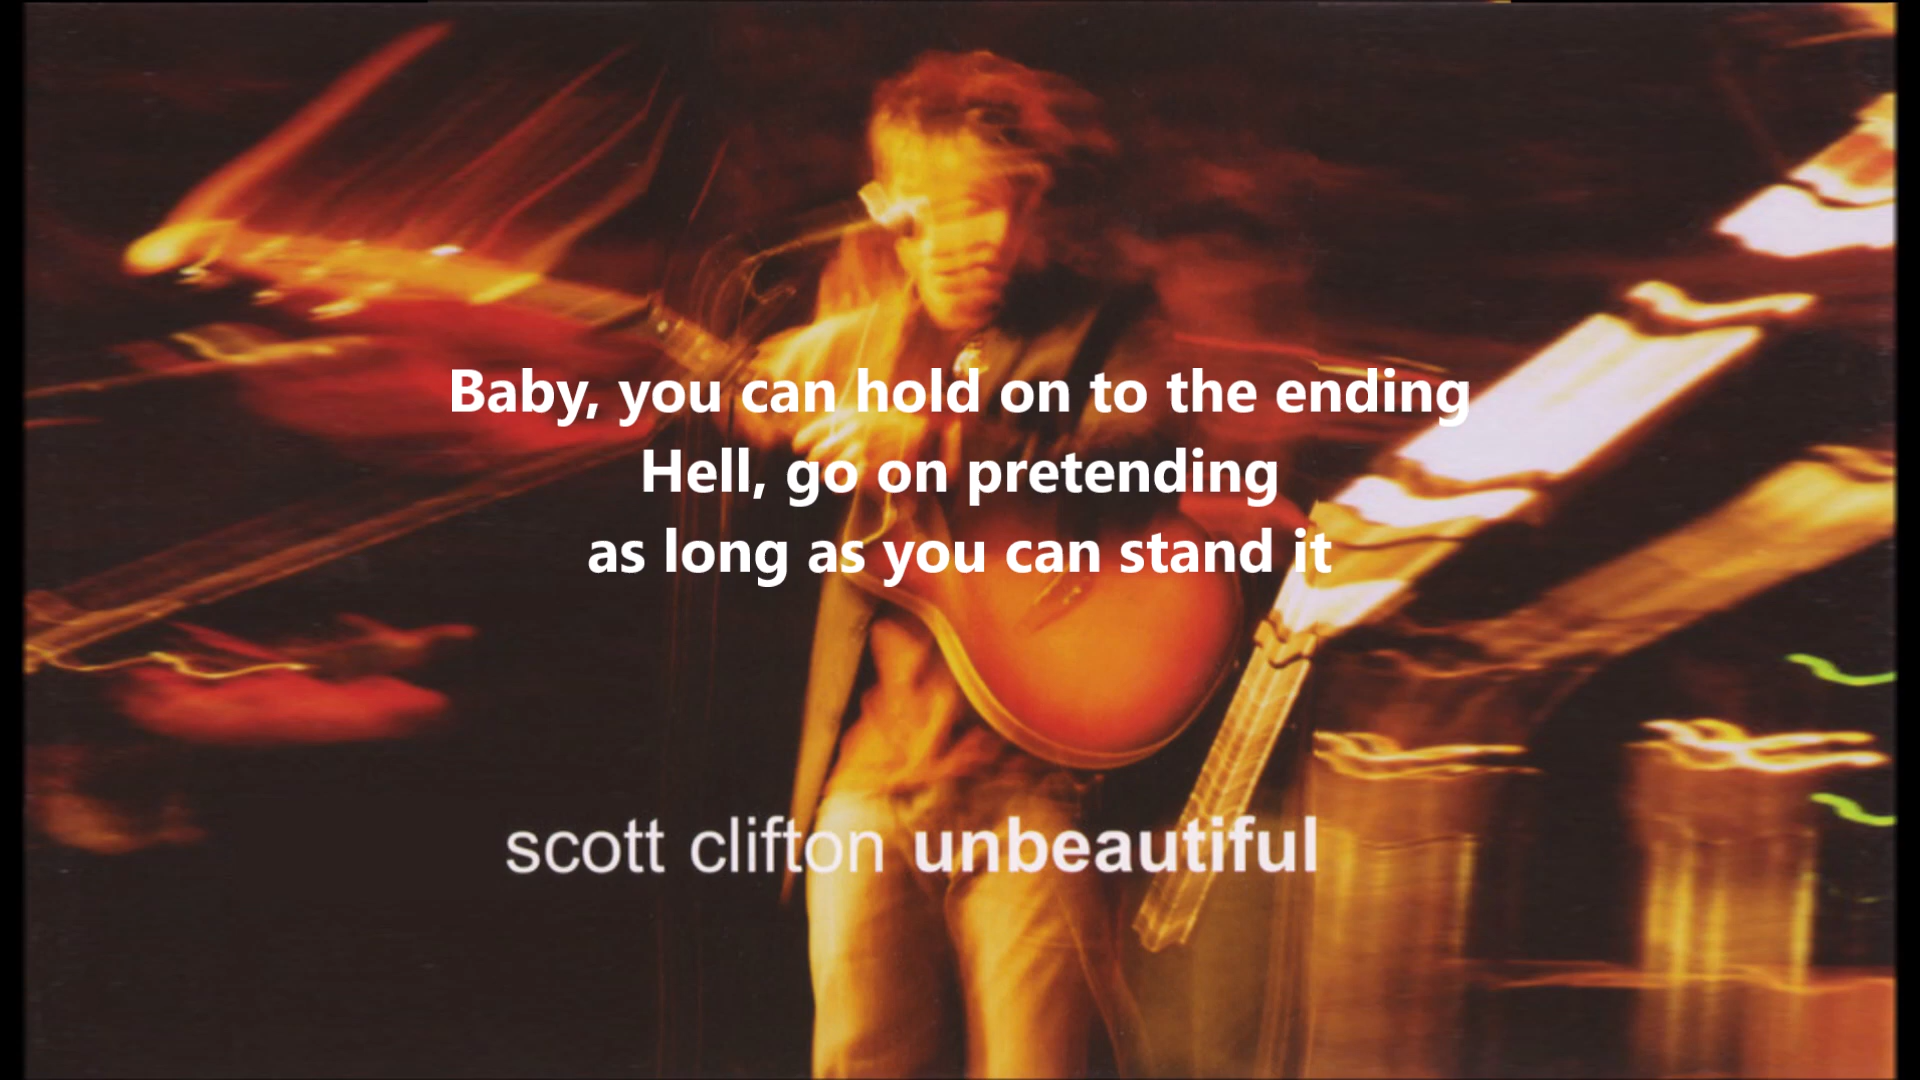 Baby, you can hold on to the ending
Hell, go on pretending
as long as you can stand it
scott clifton unbeautiful